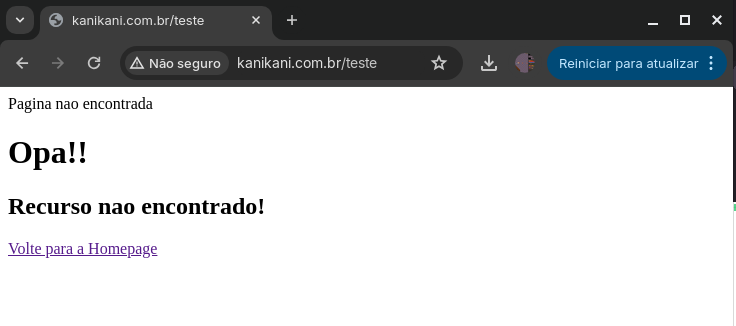 kanikani.com.br/teste
Não seguro
kanikani.com.br/teste
Reiniciar para atualizar
Pagina nao encontrada
Opa!!
Recurso nao encontrado!
Volte para a Homepage